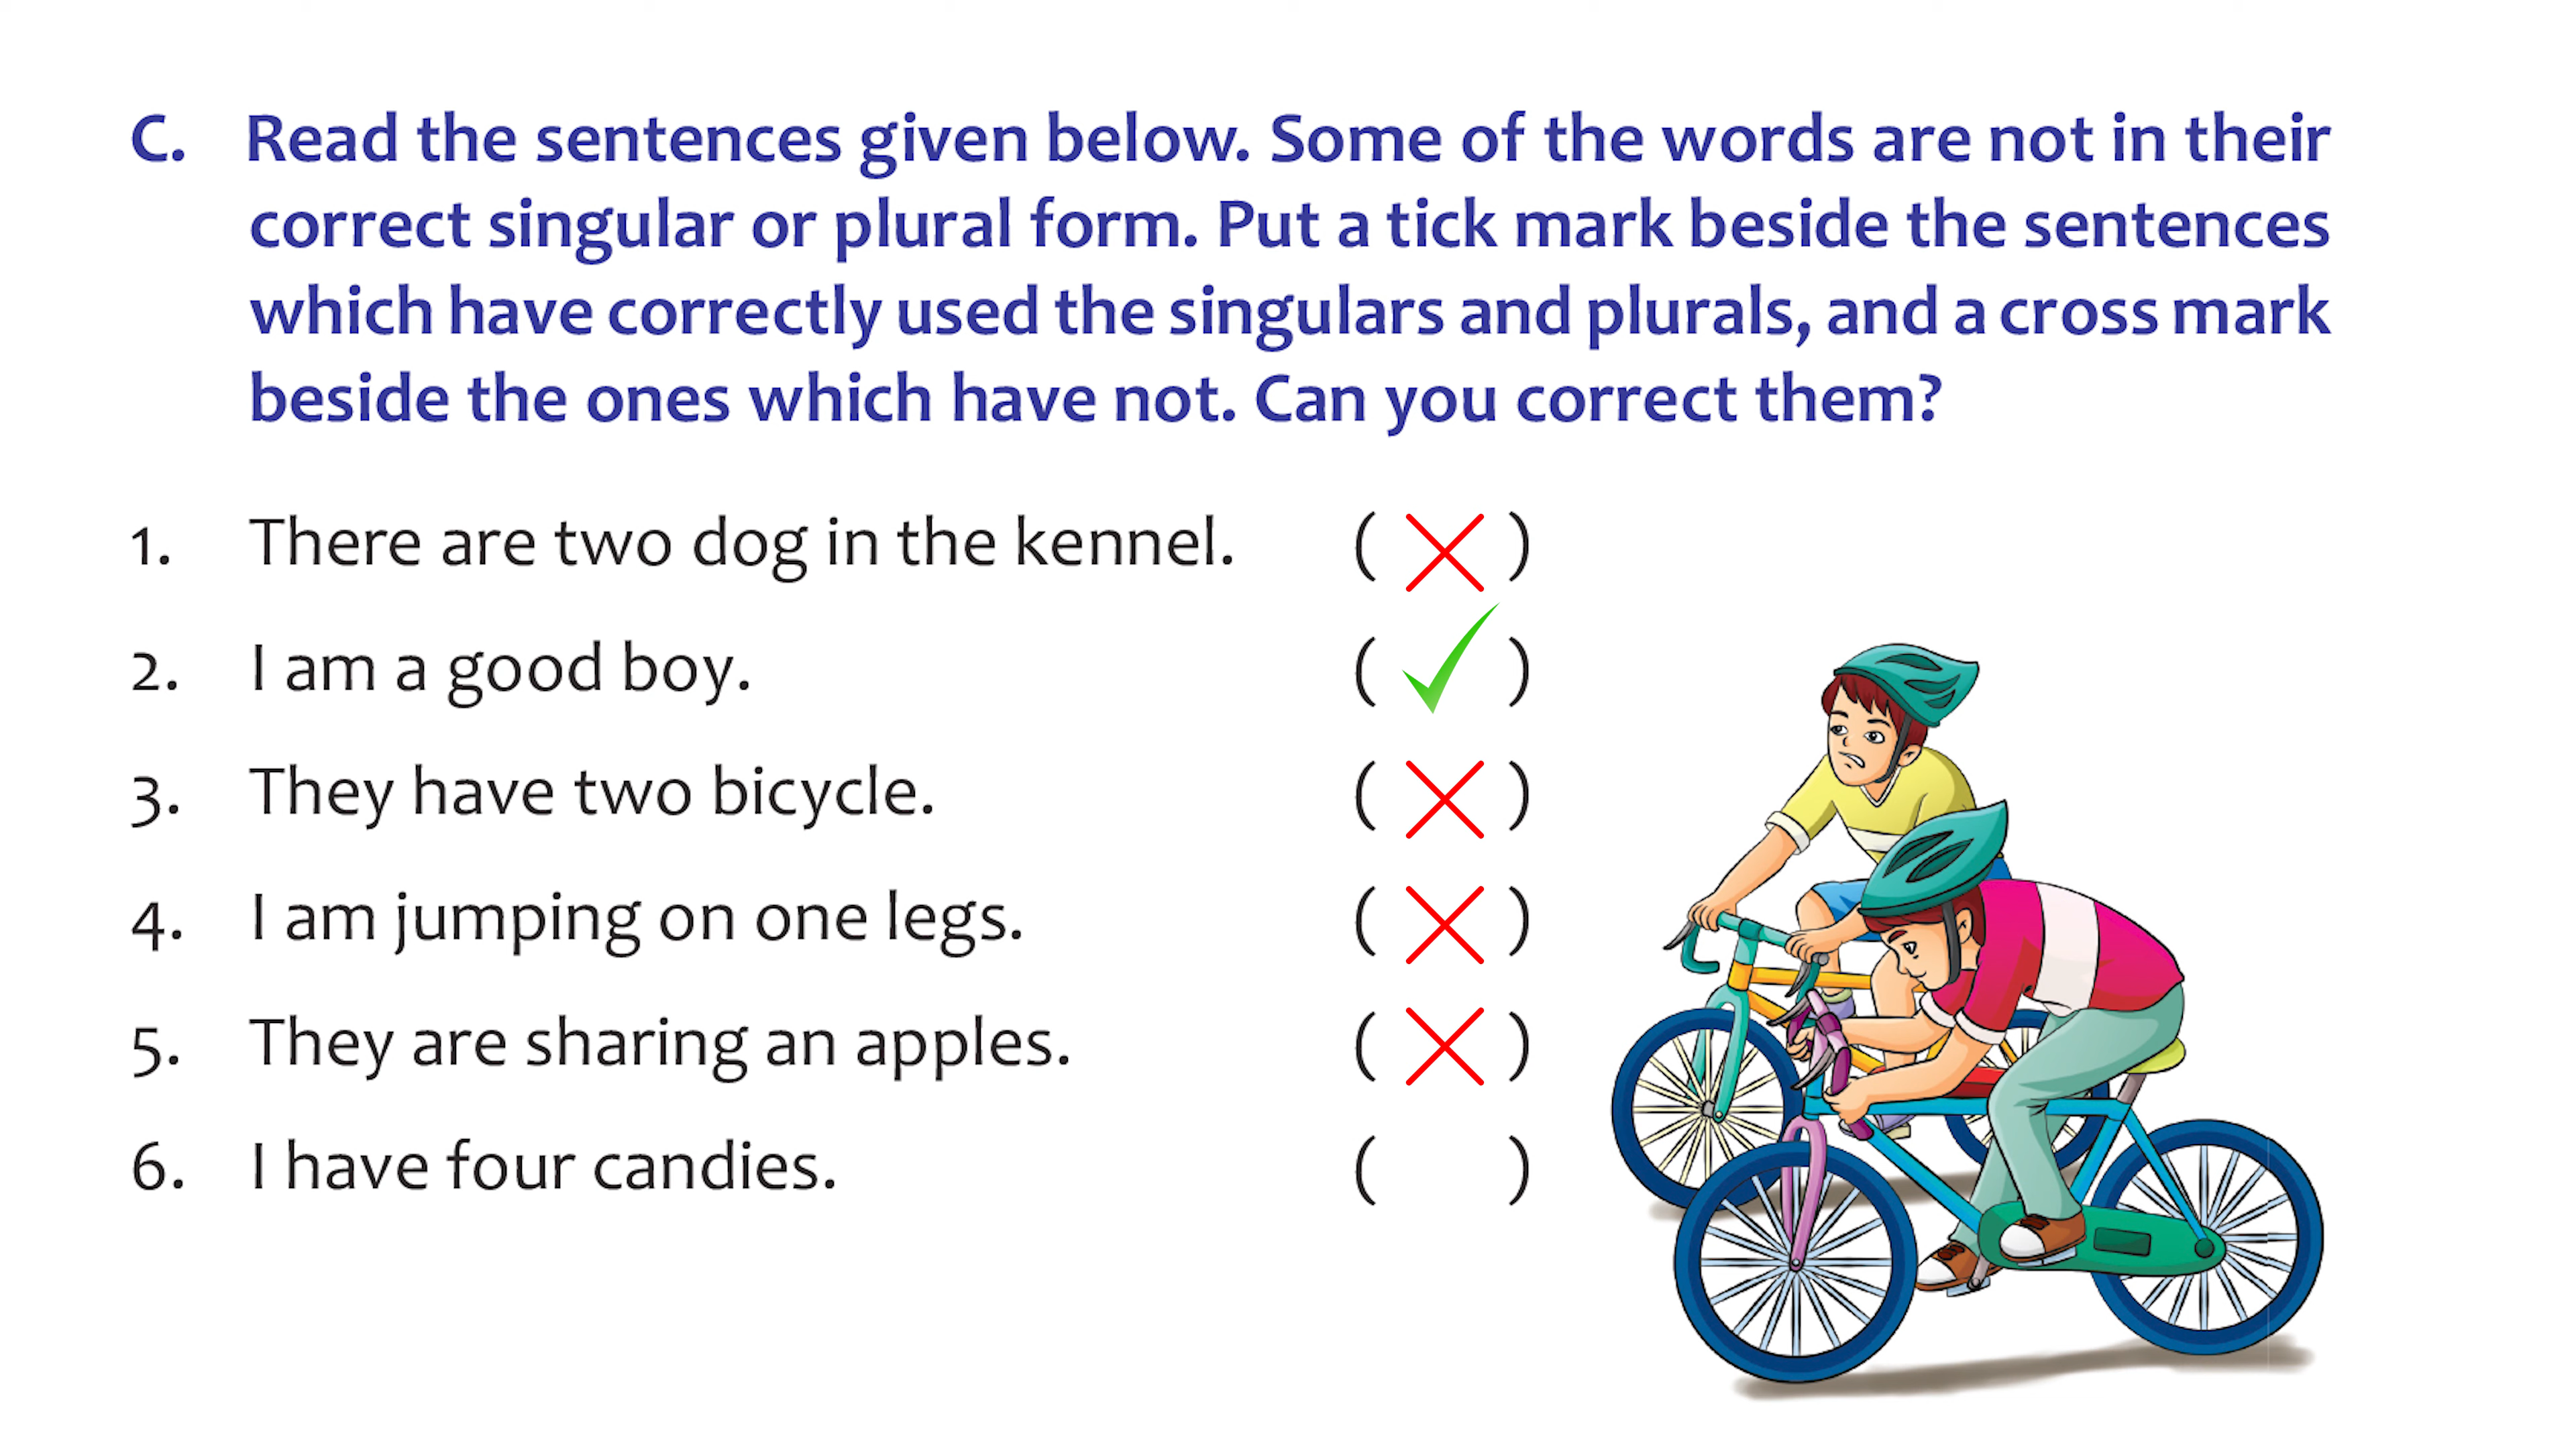 C. Read the sentences given below. Some of the words are not in their
correct singular or plural form. Put a tick mark beside the sentences
which have correctly used the singulars and plurals, and a cross mark
beside the ones which have not. Can you correct them?
1. There are two dog in the kennel. ( ✗ )
2. I am a good boy. ( ✓ )
3. They have two bicycle. ( ✗ )
4. I am jumping on one legs. ( ✗ )
5. They are sharing an apples. ( ✗ )
6. I have four candies. ( )